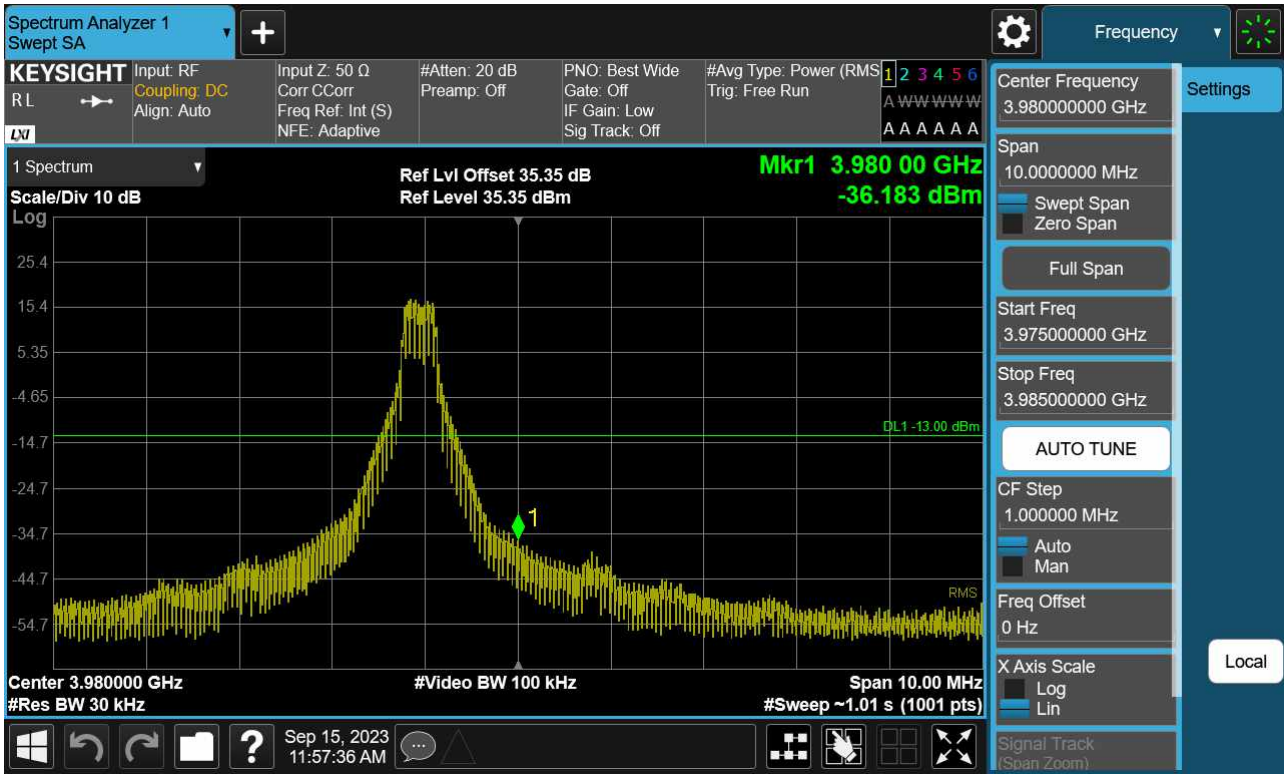 Spectrum Analyzer 1
Swept SA
Frequency
KEYSIGHT
Input: RF
Input Z: 50 Ω
#Atten: 20 dB
PNO: Best Wide
#Avg Type: Power (RMS
1 2 3 4 5 6
R L
Coupling: DC
Corr CCorr
Preamp: Off
Gate: Off
Trig: Free Run
A W W W W W
Align: Auto
Freq Ref: Int (S)
IF Gain: Low
LXI
NFE: Adaptive
Sig Track: Off
A A A A A A
1 Spectrum
Ref Lvl Offset 35.35 dB
Mkr1 3.980 00 GHz
Scale/Div 10 dB
Ref Level 35.35 dBm
-36.183 dBm
Log
25.4
15.4
5.35
-4.65
DL1 -13.00 dBm
-14.7
-24.7
1
-34.7
-44.7
RMS
-54.7
Center 3.980000 GHz
#Video BW 100 kHz
Span 10.00 MHz
#Res BW 30 kHz
#Sweep ~1.01 s (1001 pts)
Sep 15, 2023
11:57:36 AM
?
Center Frequency
3.980000000 GHz
Settings
Span
10.0000000 MHz
Swept Span
Zero Span
Full Span
Start Freq
3.975000000 GHz
Stop Freq
3.985000000 GHz
AUTO TUNE
CF Step
1.000000 MHz
Auto
Man
Freq Offset
0 Hz
X Axis Scale
Log
Lin
Local
Signal Track
(Span Zoom)